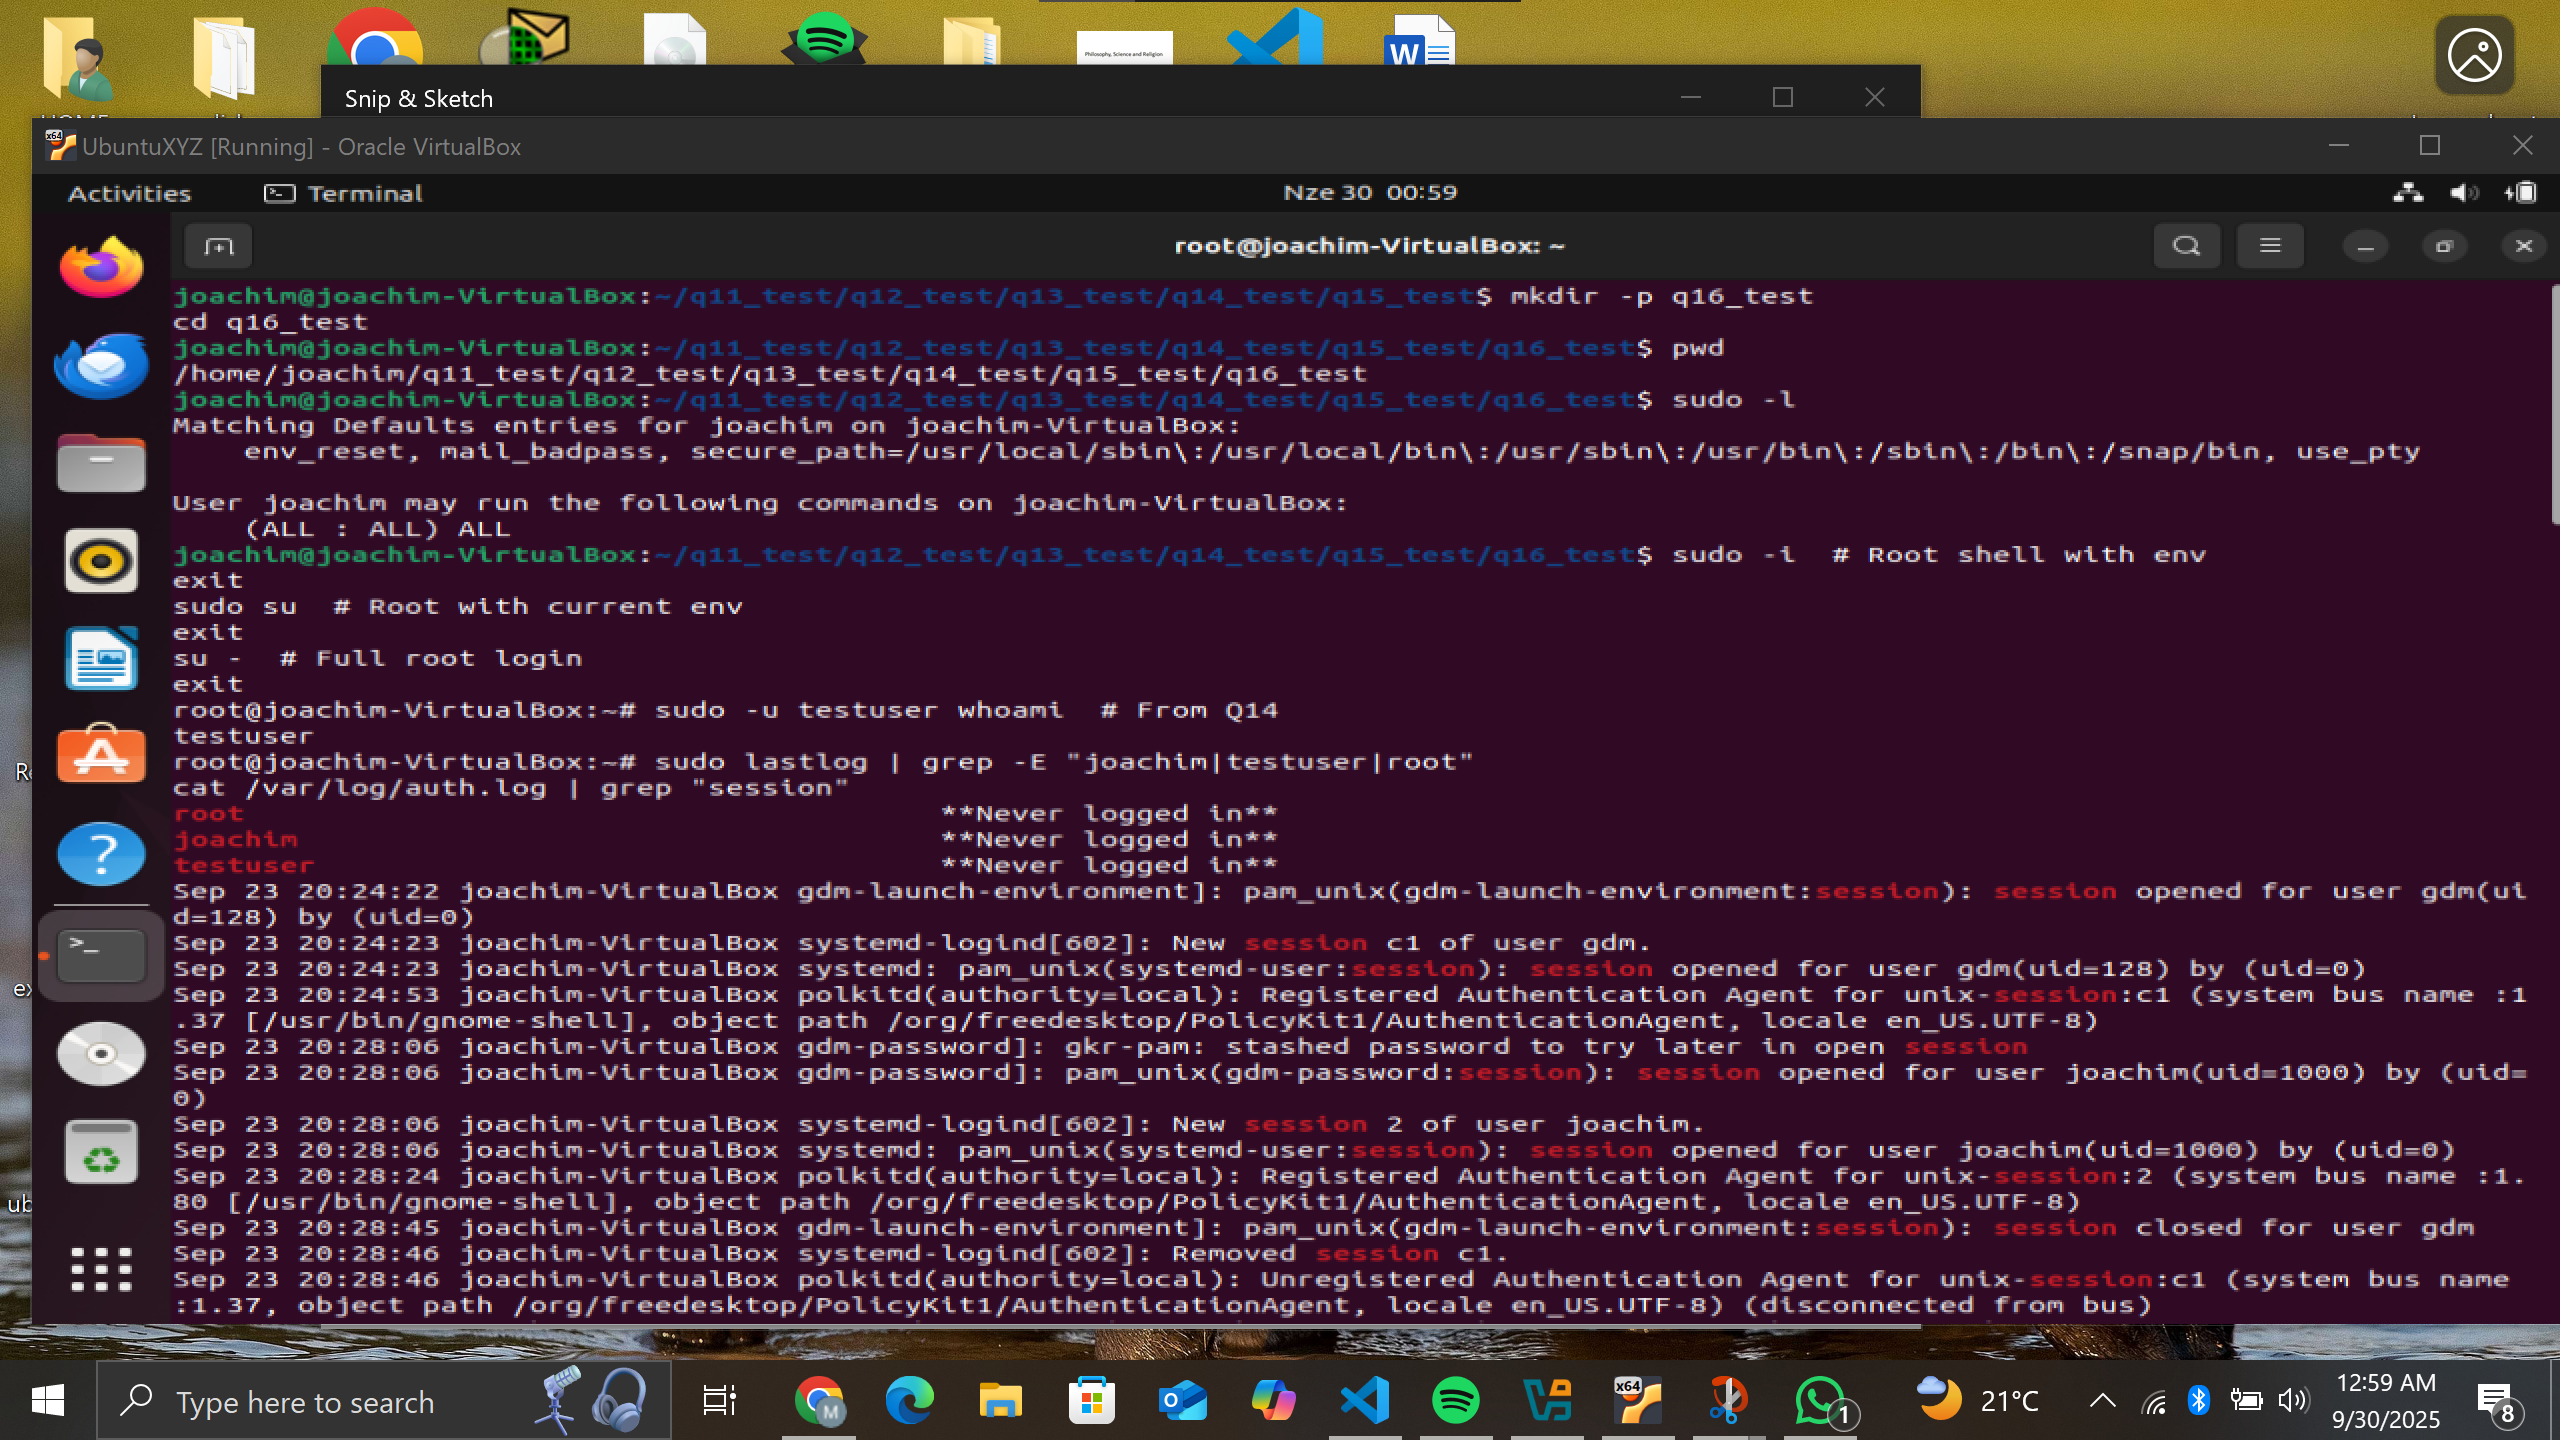 Philosophy, Science and Religion
Snip & Sketch
UbuntuXYZ [Running] - Oracle VirtualBox
Activities
Terminal
Nze 30 00:59
root@joachim-VirtualBox: ~
joachim@joachim-VirtualBox:~/q11_test/q12_test/q13_test/q14_test/q15_test$ mkdir -p q16_test
cd q16_test
joachim@joachim-VirtualBox:~/q11_test/q12_test/q13_test/q14_test/q15_test/q16_test$ pwd
/home/joachim/q11_test/q12_test/q13_test/q14_test/q15_test/q16_test
joachim@joachim-VirtualBox:~/q11_test/q12_test/q13_test/q14_test/q15_test/q16_test$ sudo -l
Matching Defaults entries for joachim on joachim-VirtualBox:
    env_reset, mail_badpass, secure_path=/usr/local/sbin\:/usr/local/bin\:/usr/sbin\:/usr/bin\:/sbin\:/bin\:/snap/bin, use_pty
User joachim may run the following commands on joachim-VirtualBox:
    (ALL : ALL) ALL
joachim@joachim-VirtualBox:~/q11_test/q12_test/q13_test/q14_test/q15_test/q16_test$ sudo -i  # Root shell with env
exit
sudo su  # Root with current env
exit
su -  # Full root login
exit
root@joachim-VirtualBox:~# sudo -u testuser whoami  # From Q14
testuser
root@joachim-VirtualBox:~# sudo lastlog | grep -E "joachim|testuser|root"
cat /var/log/auth.log | grep "session"
root                                       **Never logged in**
joachim                                    **Never logged in**
testuser                                   **Never logged in**
Sep 23 20:24:22 joachim-VirtualBox gdm-launch-environment]: pam_unix(gdm-launch-environment:session): session opened for user gdm(ui
d=128) by (uid=0)
Sep 23 20:24:23 joachim-VirtualBox systemd-logind[602]: New session c1 of user gdm.
Sep 23 20:24:23 joachim-VirtualBox systemd: pam_unix(systemd-user:session): session opened for user gdm(uid=128) by (uid=0)
Sep 23 20:24:53 joachim-VirtualBox polkitd(authority=local): Registered Authentication Agent for unix-session:c1 (system bus name :1
.37 [/usr/bin/gnome-shell], object path /org/freedesktop/PolicyKit1/AuthenticationAgent, locale en_US.UTF-8)
Sep 23 20:28:06 joachim-VirtualBox gdm-password]: gkr-pam: stashed password to try later in open session
Sep 23 20:28:06 joachim-VirtualBox gdm-password]: pam_unix(gdm-password:session): session opened for user joachim(uid=1000) by (uid=
0)
Sep 23 20:28:06 joachim-VirtualBox systemd-logind[602]: New session 2 of user joachim.
Sep 23 20:28:06 joachim-VirtualBox systemd: pam_unix(systemd-user:session): session opened for user joachim(uid=1000) by (uid=0)
Sep 23 20:28:24 joachim-VirtualBox polkitd(authority=local): Registered Authentication Agent for unix-session:2 (system bus name :1.
80 [/usr/bin/gnome-shell], object path /org/freedesktop/PolicyKit1/AuthenticationAgent, locale en_US.UTF-8)
Sep 23 20:28:45 joachim-VirtualBox gdm-launch-environment]: pam_unix(gdm-launch-environment:session): session closed for user gdm
Sep 23 20:28:46 joachim-VirtualBox systemd-logind[602]: Removed session c1.
Sep 23 20:28:46 joachim-VirtualBox polkitd(authority=local): Unregistered Authentication Agent for unix-session:c1 (system bus name
:1.37, object path /org/freedesktop/PolicyKit1/AuthenticationAgent, locale en_US.UTF-8) (disconnected from bus)
Type here to search
21°C
12:59 AM
9/30/2025
8